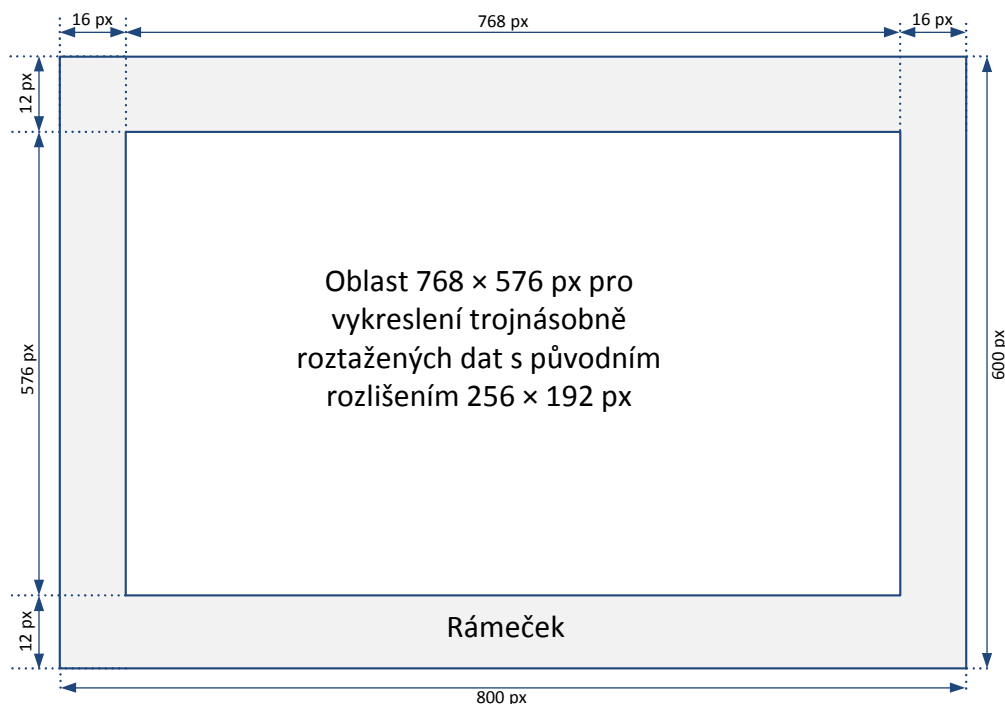 16 px
768 px
16 px
12 px
576 px
12 px
600 px
Oblast 768 × 576 px pro
vykreslení trojnásobně
roztažených dat s původním
rozlišením 256 × 192 px
Rámeček
800 px